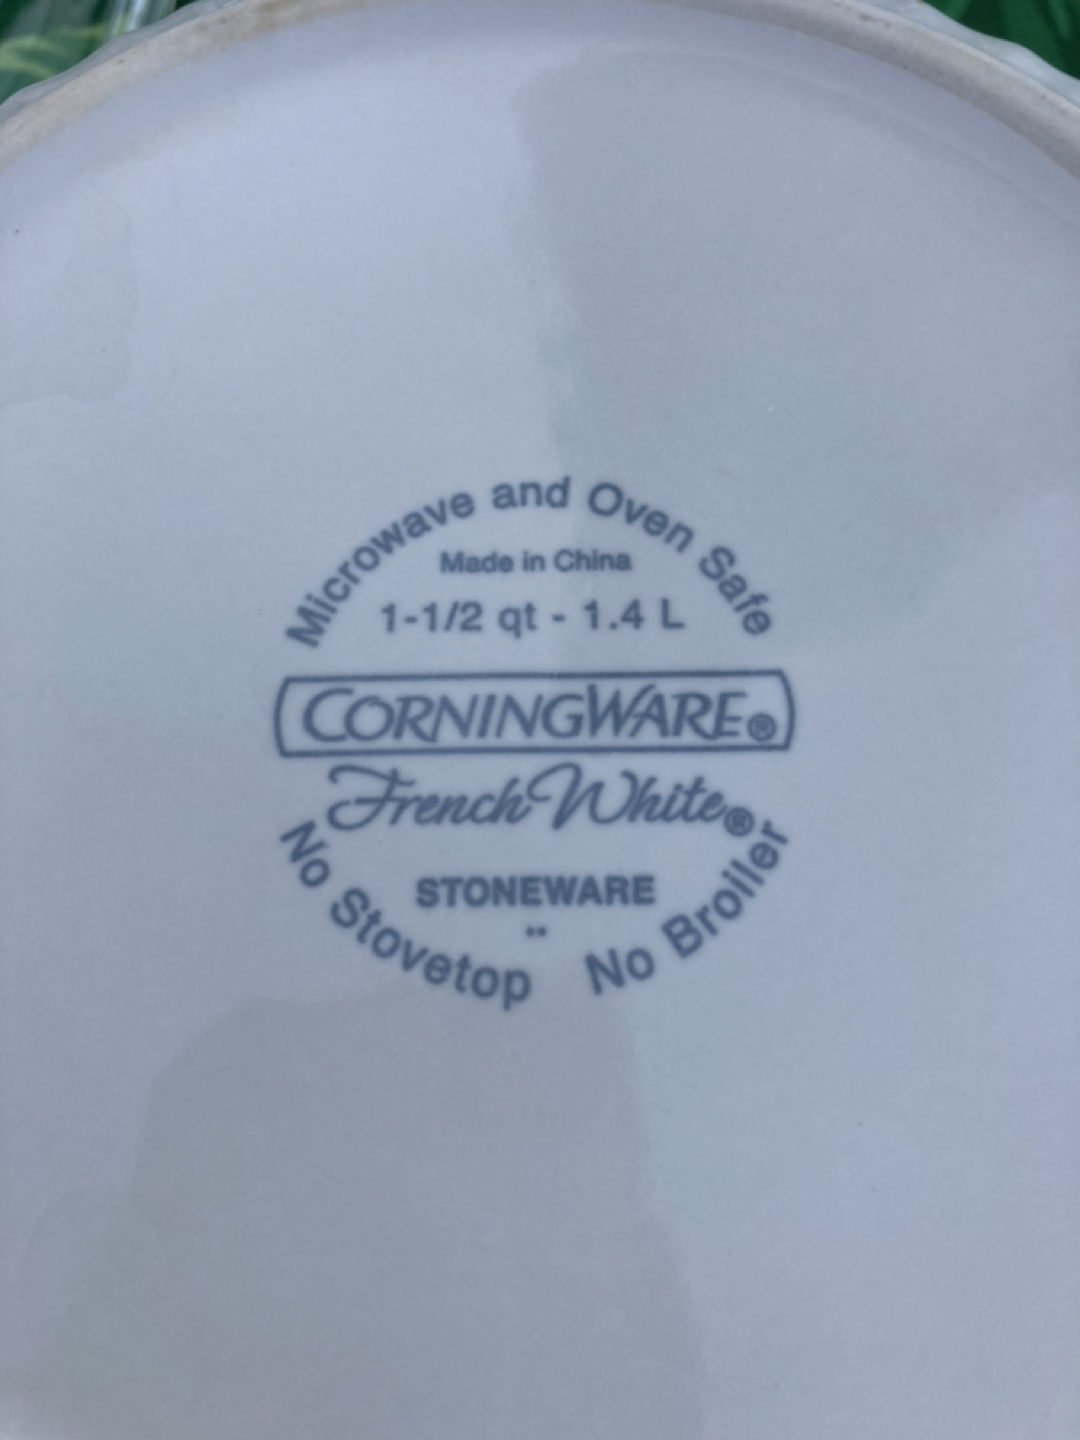 Microwave and Oven Safe
Made in China
1-1/2 qt - 1.4 L
CORNINGWARE®
French White®
STONEWARE
No Stovetop No Broiler